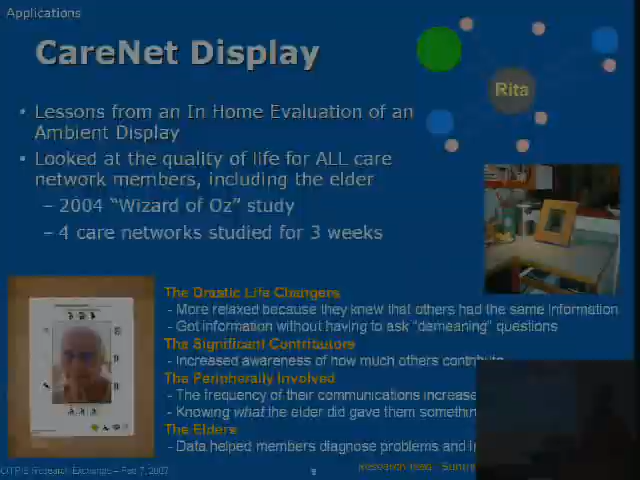 Applications
CareNet Display
Rita
• Lessons from an In Home Evaluation of an
Ambient Display
• Looked at the quality of life for ALL care
network members, including the elder
– 2004 "Wizard of Oz" study
– 4 care networks studied for 3 weeks
The Drastic Life Changers
- More relaxed because they knew that others had the same information
- Got information without having to ask "demeaning" questions
The Significant Contributors
- Increased awareness of how much others contribute
The Peripherally Involved
- The frequency of their communications increase
- Knowing what the elder did gave them somethin
The Elders
- Data helped members diagnose problems and i
CITRIS Research Exchange – Feb 7, 2007
Research lead